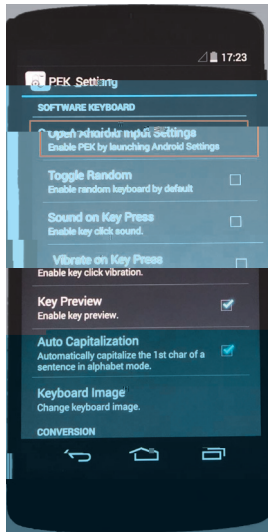 17:23
PEK Setting
SOFTWARE KEYBOARD
Open Android Input Settings
Enable PEK by launching Android Settings
Toggle Random
Enable random keyboard by default
Sound on Key Press
Enable key click sound.
Vibrate on Key Press
Enable key click vibration.
Key Preview
Enable key preview.
Auto Capitalization
Automatically capitalize the 1st char of a
sentence in alphabet mode.
Keyboard Image
Change keyboard image.
CONVERSION